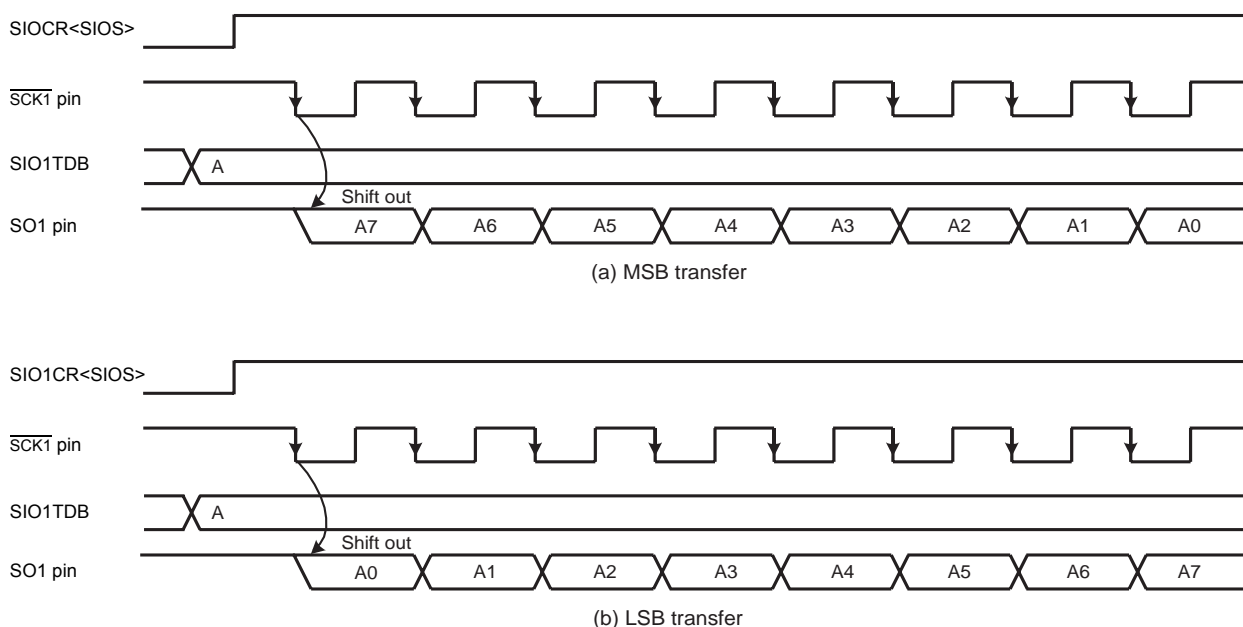 SIOCR<SIOS>
SCK1 pin
SIO1TDB
A
Shift out
SO1 pin
A7 A6 A5 A4 A3 A2 A1 A0
(a) MSB transfer
SIO1CR<SIOS>
SCK1 pin
SIO1TDB
A
Shift out
SO1 pin
A0 A1 A2 A3 A4 A5 A6 A7
(b) LSB transfer